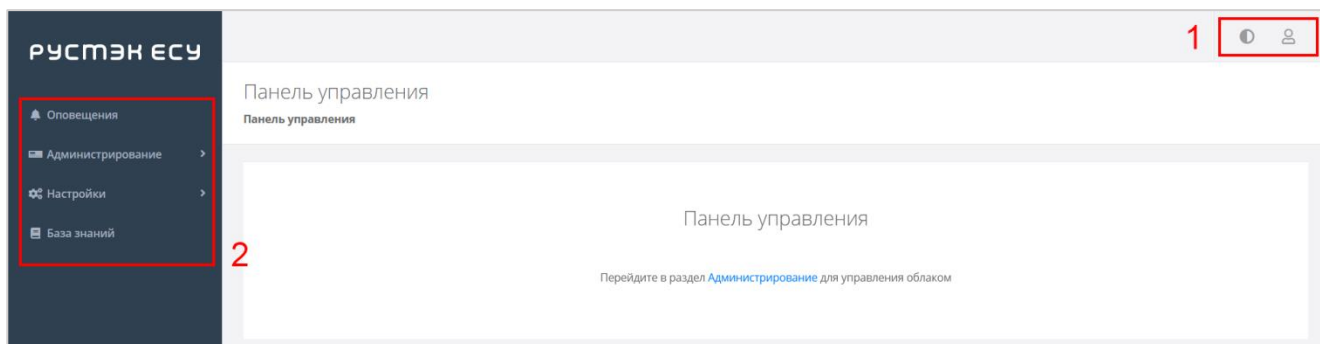 РУСТЭК ЕСУ
1
Панель управления
Панель управления
Оповещения
Администрирование
Настройки
База знаний
2
Панель управления
Перейдите в раздел Администрирование для управления облаком